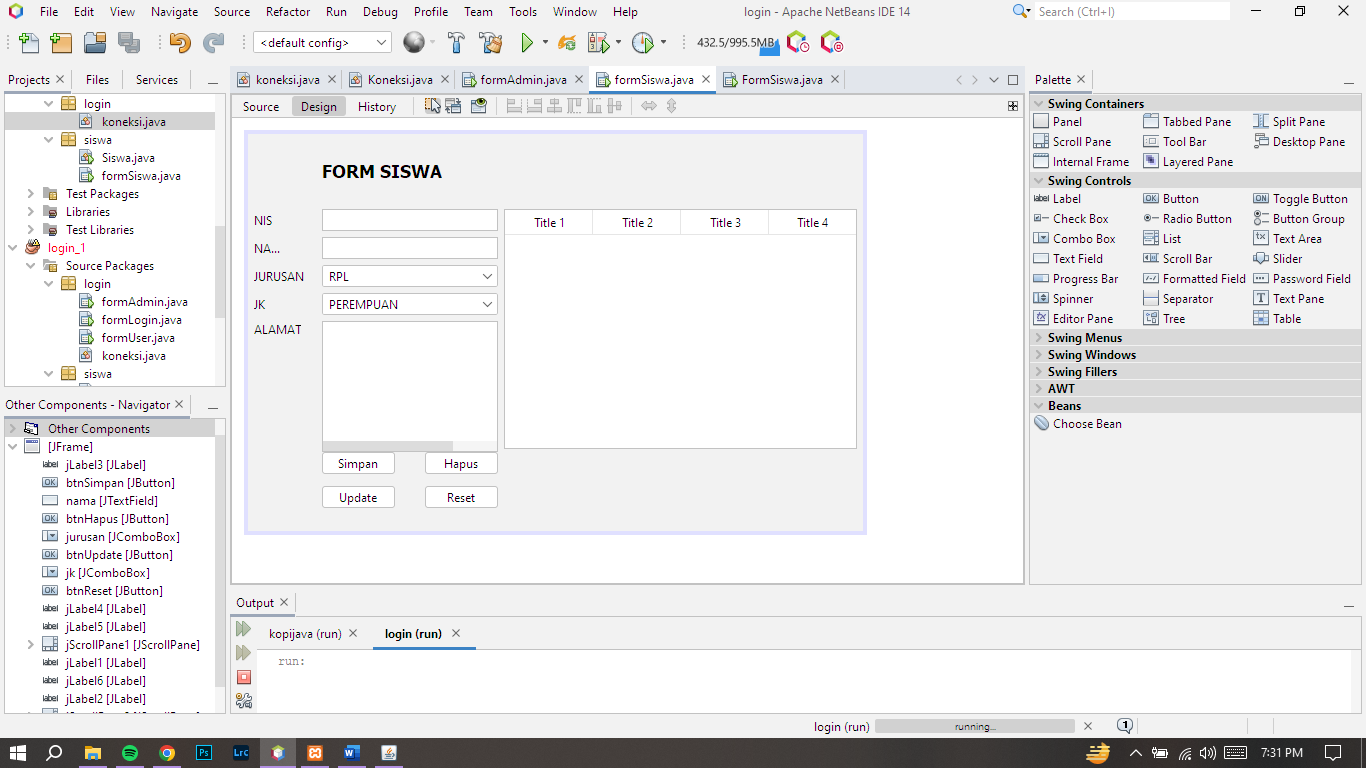 File Edit View Navigate Source Refactor Run Debug Profile Team Tools Window Help
login - Apache NetBeans IDE 14
Search (Ctrl+I)
<default config>
432.5/995.5MB
Projects Files Services
login
koneksi.java
siswa
Siswa.java
formSiswa.java
Test Packages
Libraries
Test Libraries
login_1
Source Packages
login
formAdmin.java
formLogin.java
formUser.java
koneksi.java
siswa
Other Components - Navigator
Other Components
[JFrame]
jLabel3 [JLabel]
btnSimpan [JButton]
nama [JTextField]
btnHapus [JButton]
jurusan [JComboBox]
btnUpdate [JButton]
jk [JComboBox]
btnReset [JButton]
jLabel4 [JLabel]
jLabel5 [JLabel]
jScrollPane1 [JScrollPane]
jLabel1 [JLabel]
jLabel6 [JLabel]
jLabel2 [JLabel]
koneksi.java Koneksi.java formAdmin.java formSiswa.java FormSiswa.java
Source Design History
FORM SISWA
NIS
NA...
JURUSAN RPL
JK PEREMPUAN
ALAMAT
Title 1 Title 2 Title 3 Title 4
Simpan Hapus
Update Reset
Output
kopijava (run) login (run)
run:
Palette
Swing Containers
Panel Tabbed Pane Split Pane
Scroll Pane Tool Bar Desktop Pane
Internal Frame Layered Pane
Swing Controls
label Label OK Button ON Toggle Button
Check Box Radio Button Button Group
Combo Box List Text Area
Text Field Scroll Bar Slider
Progress Bar Formatted Field Password Field
Spinner Separator Text Pane
Editor Pane Tree Table
Swing Menus
Swing Windows
Swing Fillers
AWT
Beans
Choose Bean
login (run) running... 1
Ps LrC W 7:31 PM